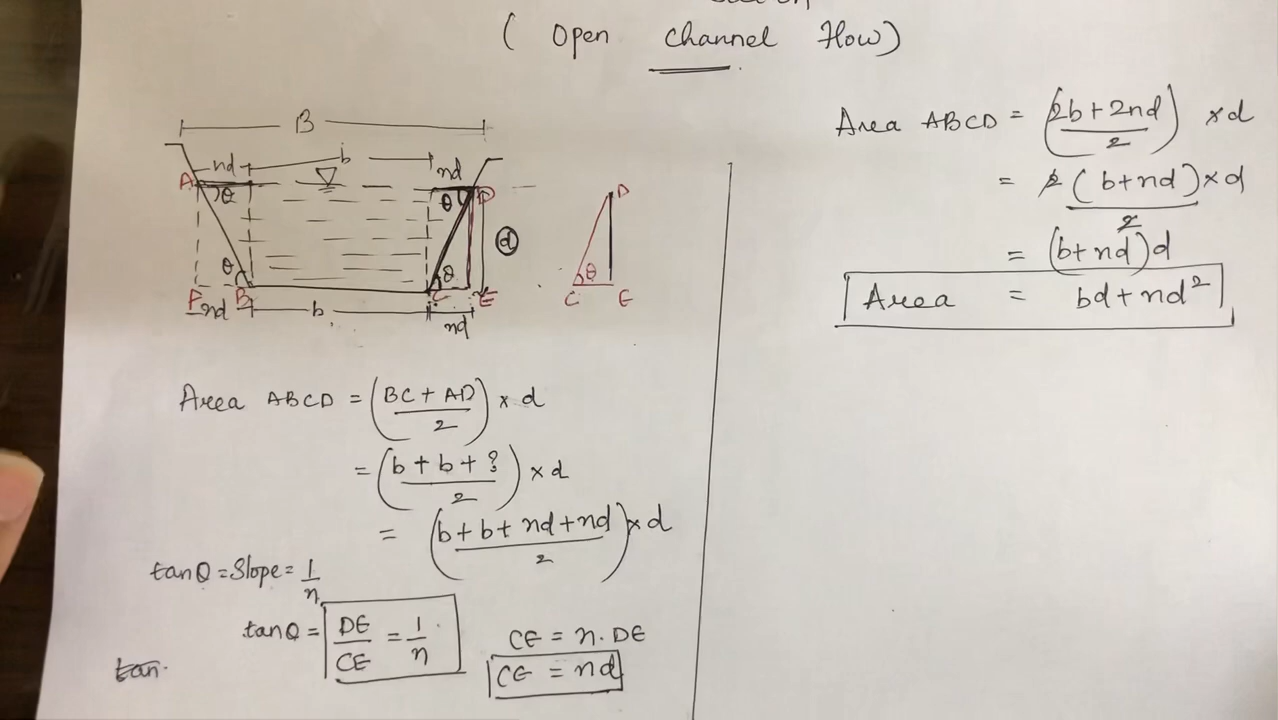 ( Open Channel Flow)
B
nd b nd
A θ θ D
d
θ θ
P B C E
nd b nd
D
θ
C E
Area ABCD = (BC + AD / 2) × d
= (b + b + ? / 2) × d
= (b + b + nd + nd / 2) × d
tanθ = Slope = 1/n
tanθ = DE/CE = 1/n
CE = n. DE
CE = nd
tan
Area ABCD = (2b + 2nd / 2) × d
= 2(b + nd) × d / 2
= (b + nd)d
Area = bd + nd²